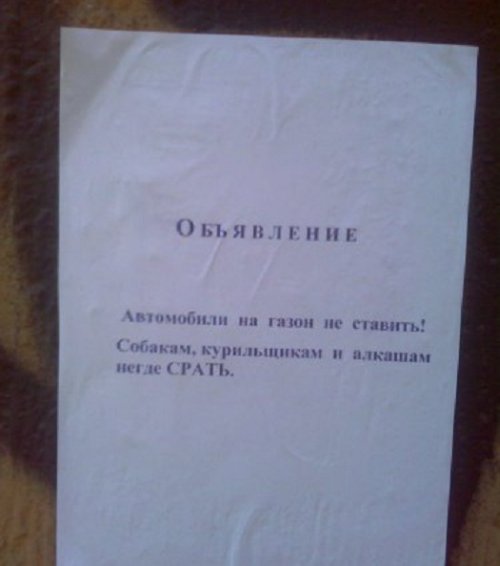 ОБЪЯВЛЕНИЕ
Автомобили на газон не ставить!
Собакам, курильщикам и алкашам
негде СРАТЬ.